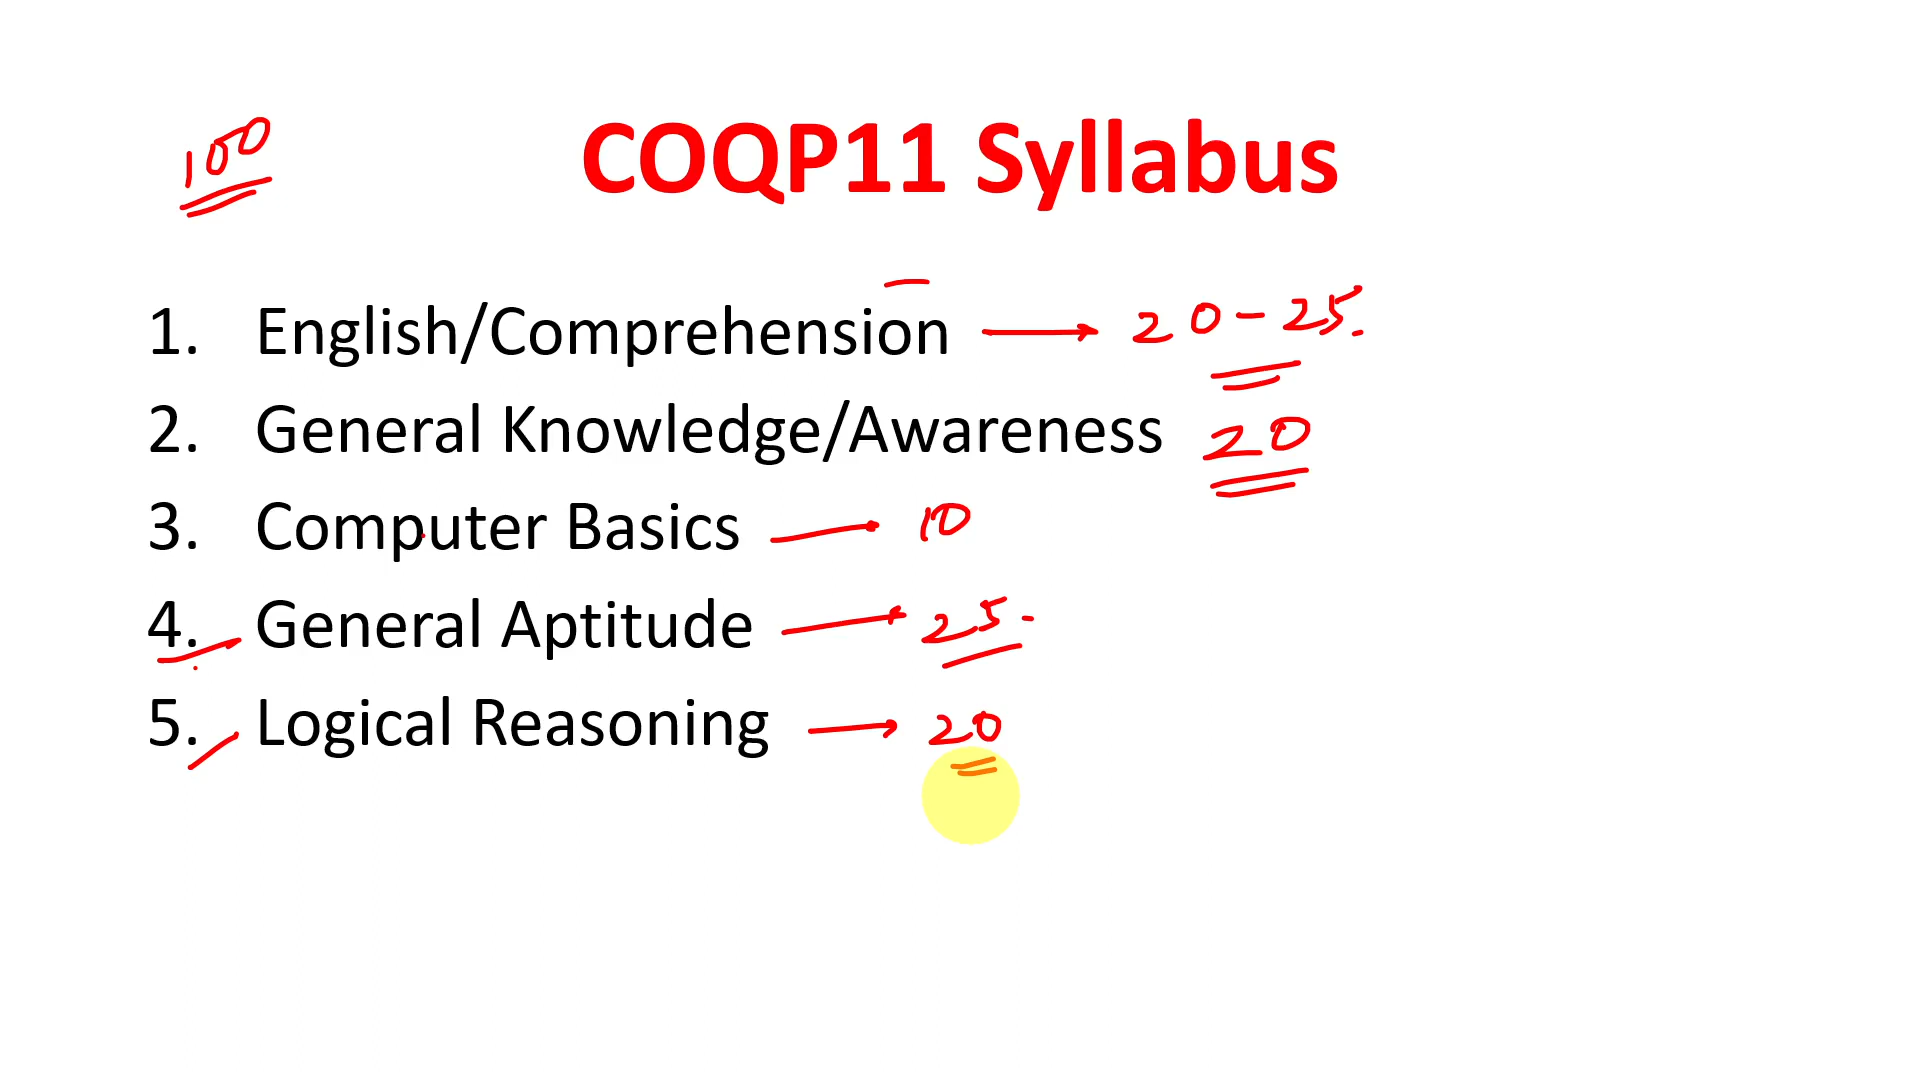 100
COQP11 Syllabus
1. English/Comprehension 20-25.
2. General Knowledge/Awareness 20
3. Computer Basics 10
4. General Aptitude 25.
5. Logical Reasoning 20